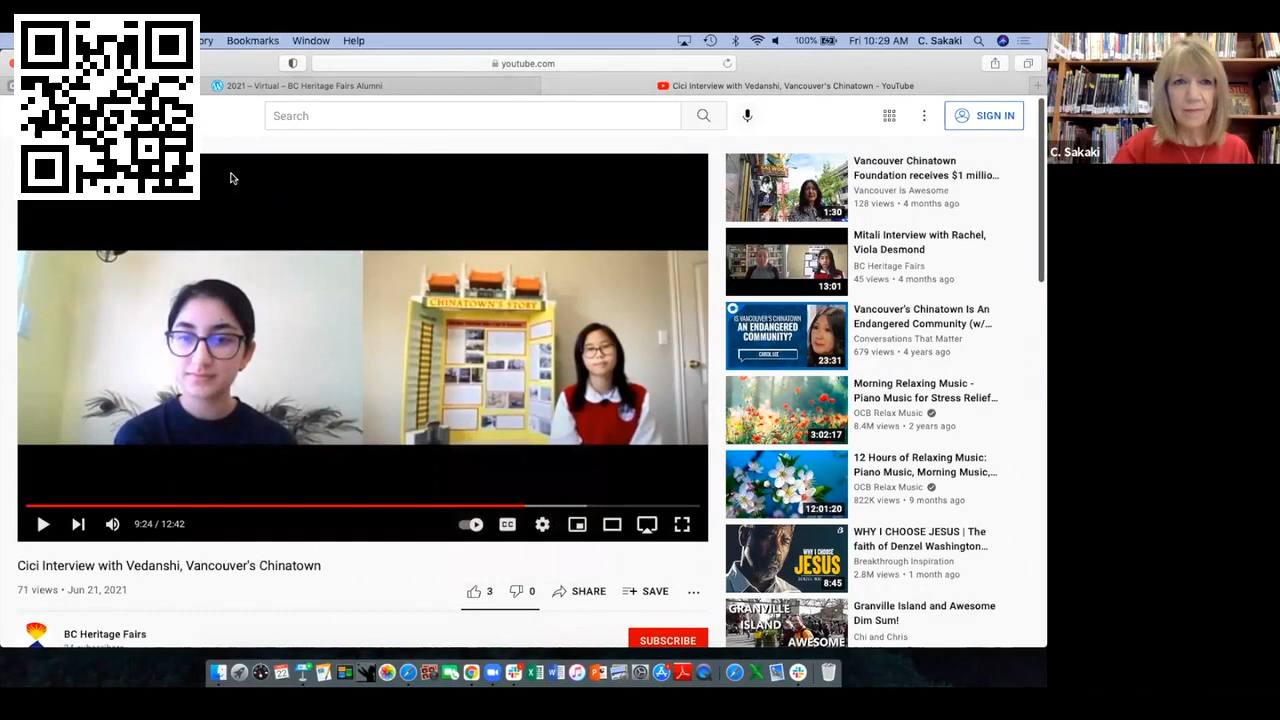 ory Bookmarks Window Help
100% Fri 10:29 AM C. Sakaki
youtube.com
2021 – Virtual – BC Heritage Fairs Alumni
Cici Interview with Vedanshi, Vancouver's Chinatown - YouTube
Search
SIGN IN
C. Sakaki
CHINATOWN'S STORY
9:24 / 12:42
CC
Cici Interview with Vedanshi, Vancouver's Chinatown
71 views • Jun 21, 2021
3
0
SHARE
SAVE
BC Heritage Fairs
SUBSCRIBE
1:30
Vancouver Chinatown
Foundation receives $1 millio...
Vancouver Is Awesome
128 views • 4 months ago
13:01
Mitali Interview with Rachel,
Viola Desmond
BC Heritage Fairs
45 views • 4 months ago
IS VANCOUVER'S CHINATOWN
AN ENDANGERED
COMMUNITY?
CAROL LEE
23:31
Vancouver's Chinatown Is An
Endangered Community (w/...
Conversations That Matter
679 views • 4 years ago
3:02:17
Morning Relaxing Music -
Piano Music for Stress Relief...
OCB Relax Music
8.4M views • 2 years ago
12:01:20
12 Hours of Relaxing Music:
Piano Music, Morning Music,...
OCB Relax Music
822K views • 9 months ago
WHY I CHOOSE
JESUS
8:45
WHY I CHOOSE JESUS | The
faith of Denzel Washington...
Breakthrough Inspiration
2.8M views • 1 month ago
GRANVILLE
ISLAND
AWESOME
Granville Island and Awesome
Dim Sum!
Chi and Chris
22